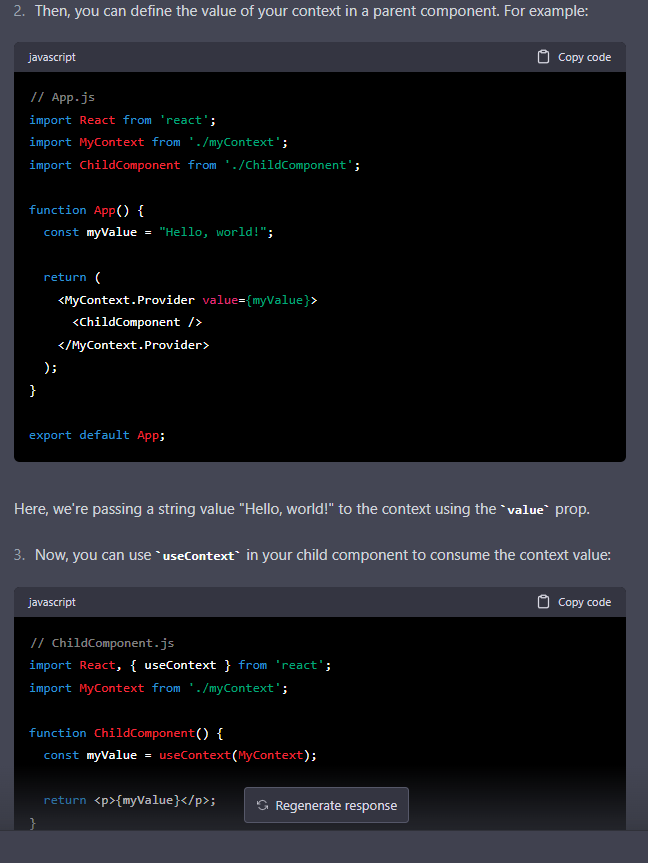 2. Then, you can define the value of your context in a parent component. For example:
javascript Copy code
// App.js
import React from 'react';
import MyContext from './myContext';
import ChildComponent from './ChildComponent';
function App() {
const myValue = "Hello, world!";
return (
<MyContext.Provider value={myValue}>
<ChildComponent />
</MyContext.Provider>
);
}
export default App;
Here, we're passing a string value "Hello, world!" to the context using the `value` prop.
3. Now, you can use `useContext` in your child component to consume the context value:
javascript Copy code
// ChildComponent.js
import React, { useContext } from 'react';
import MyContext from './myContext';
function ChildComponent() {
const myValue = useContext(MyContext);
return <p>{myValue}</p>;
Regenerate response
}